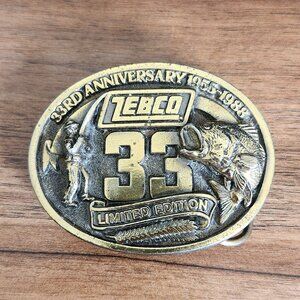 33RD ANNIVERSARY 1955-1988
ZEBCO
33
LIMITED EDITION